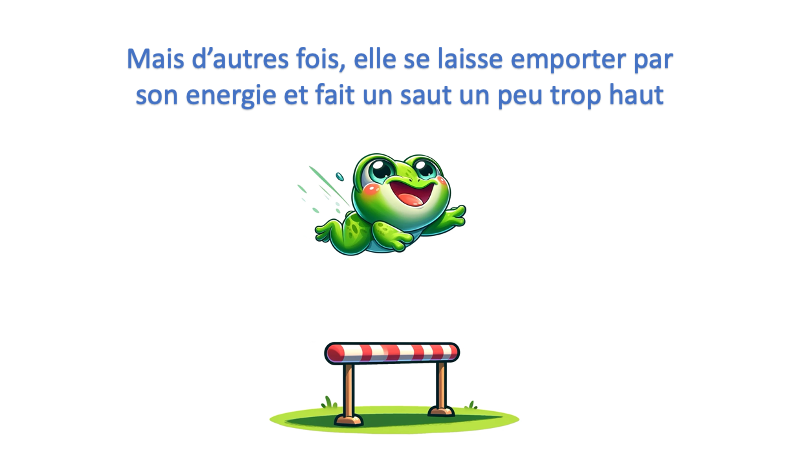 Mais d’autres fois, elle se laisse emporter par
son energie et fait un saut un peu trop haut